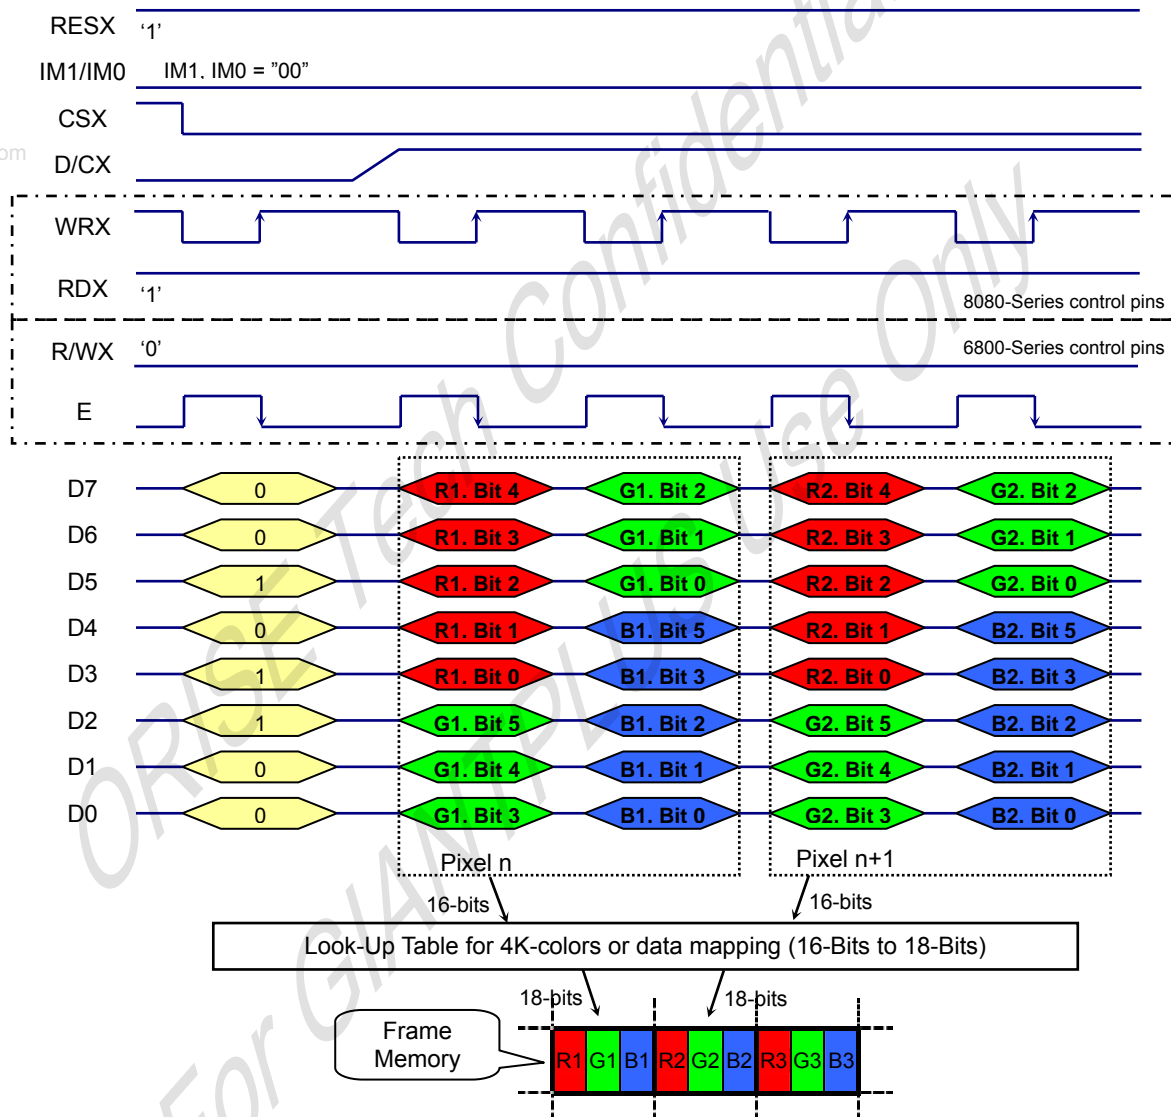 RESX '1'
IM1/IM0 IM1, IM0 = "00"
CSX
om
D/CX
WRX
RDX '1'
8080-Series control pins
R/WX '0'
6800-Series control pins
E
D7 0 R1. Bit 4 G1. Bit 2 R2. Bit 4 G2. Bit 2
D6 0 R1. Bit 3 G1. Bit 1 R2. Bit 3 G2. Bit 1
D5 1 R1. Bit 2 G1. Bit 0 R2. Bit 2 G2. Bit 0
D4 0 R1. Bit 1 B1. Bit 5 R2. Bit 1 B2. Bit 5
D3 1 R1. Bit 0 B1. Bit 3 R2. Bit 0 B2. Bit 3
D2 1 G1. Bit 5 B1. Bit 2 G2. Bit 5 B2. Bit 2
D1 0 G1. Bit 4 B1. Bit 1 G2. Bit 4 B2. Bit 1
D0 0 G1. Bit 3 B1. Bit 0 G2. Bit 3 B2. Bit 0
Pixel n Pixel n+1
16-bits 16-bits
Look-Up Table for 4K-colors or data mapping (16-Bits to 18-Bits)
18-bits 18-bits
Frame
Memory
R1 G1 B1 R2 G2 B2 R3 G3 B3
ORISE Tech Confidential
For GIANTPLUS Use Only